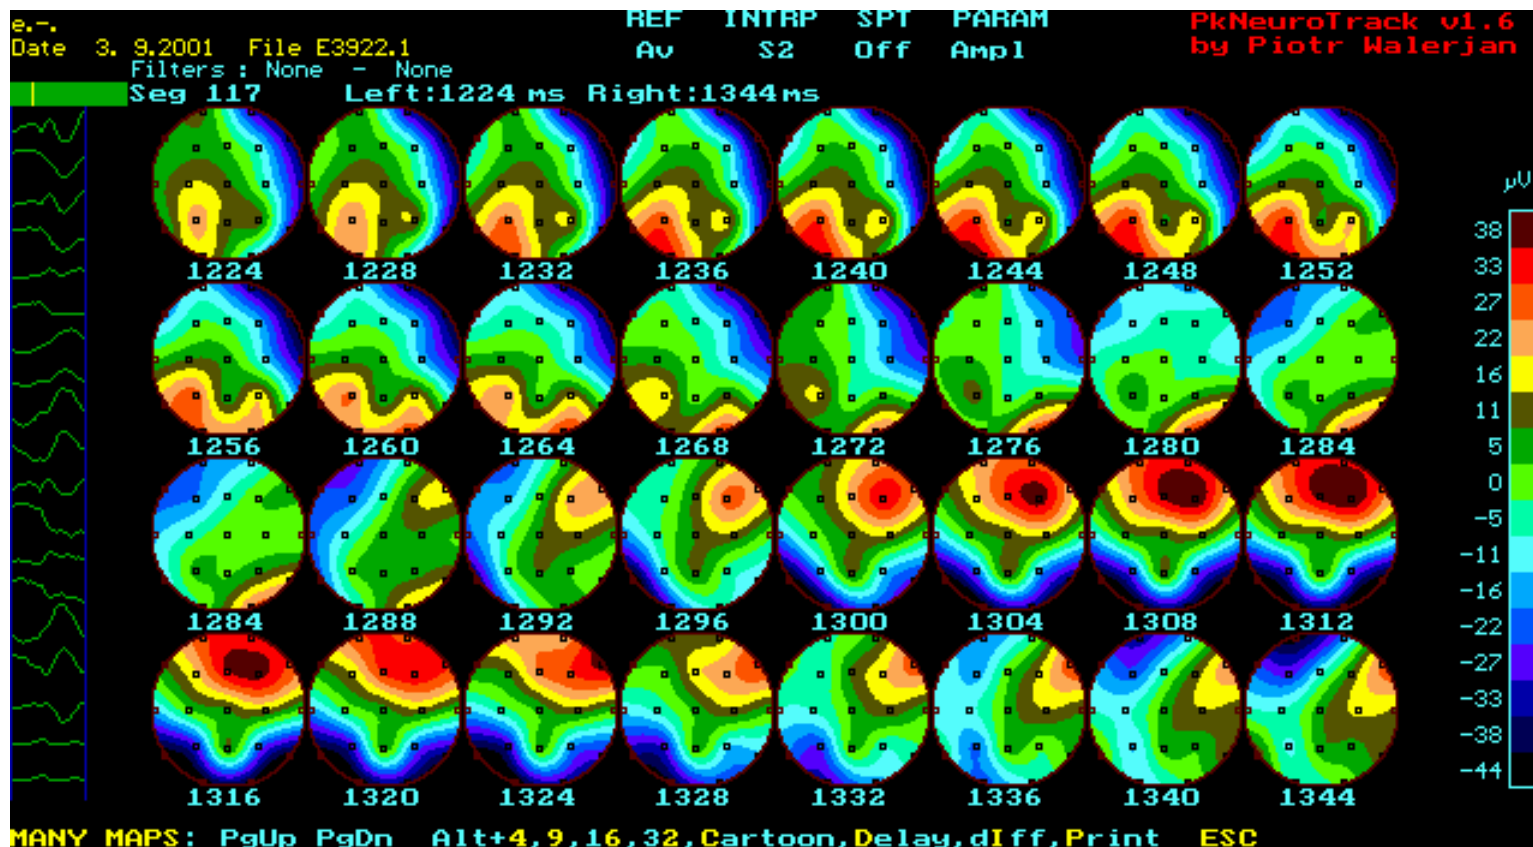 e.-.
REF INTRP SPT PARAM
PkNeuroTrack v1.6
Date 3. 9.2001 File E3922.1
Av S2 Off Ampl
by Piotr Walerjan
Filters : None - None
Seg 117 Left:1224 ms Right:1344ms
µV
1224 1228 1232 1236 1240 1244 1248 1252
1256 1260 1264 1268 1272 1276 1280 1284
1284 1288 1292 1296 1300 1304 1308 1312
1316 1320 1324 1328 1332 1336 1340 1344
38
33
27
22
16
11
5
0
-5
-11
-16
-22
-27
-33
-38
-44
MANY MAPS: PgUp PgDn Alt+4,9,16,32,Cartoon,Delay,dIff,Print ESC